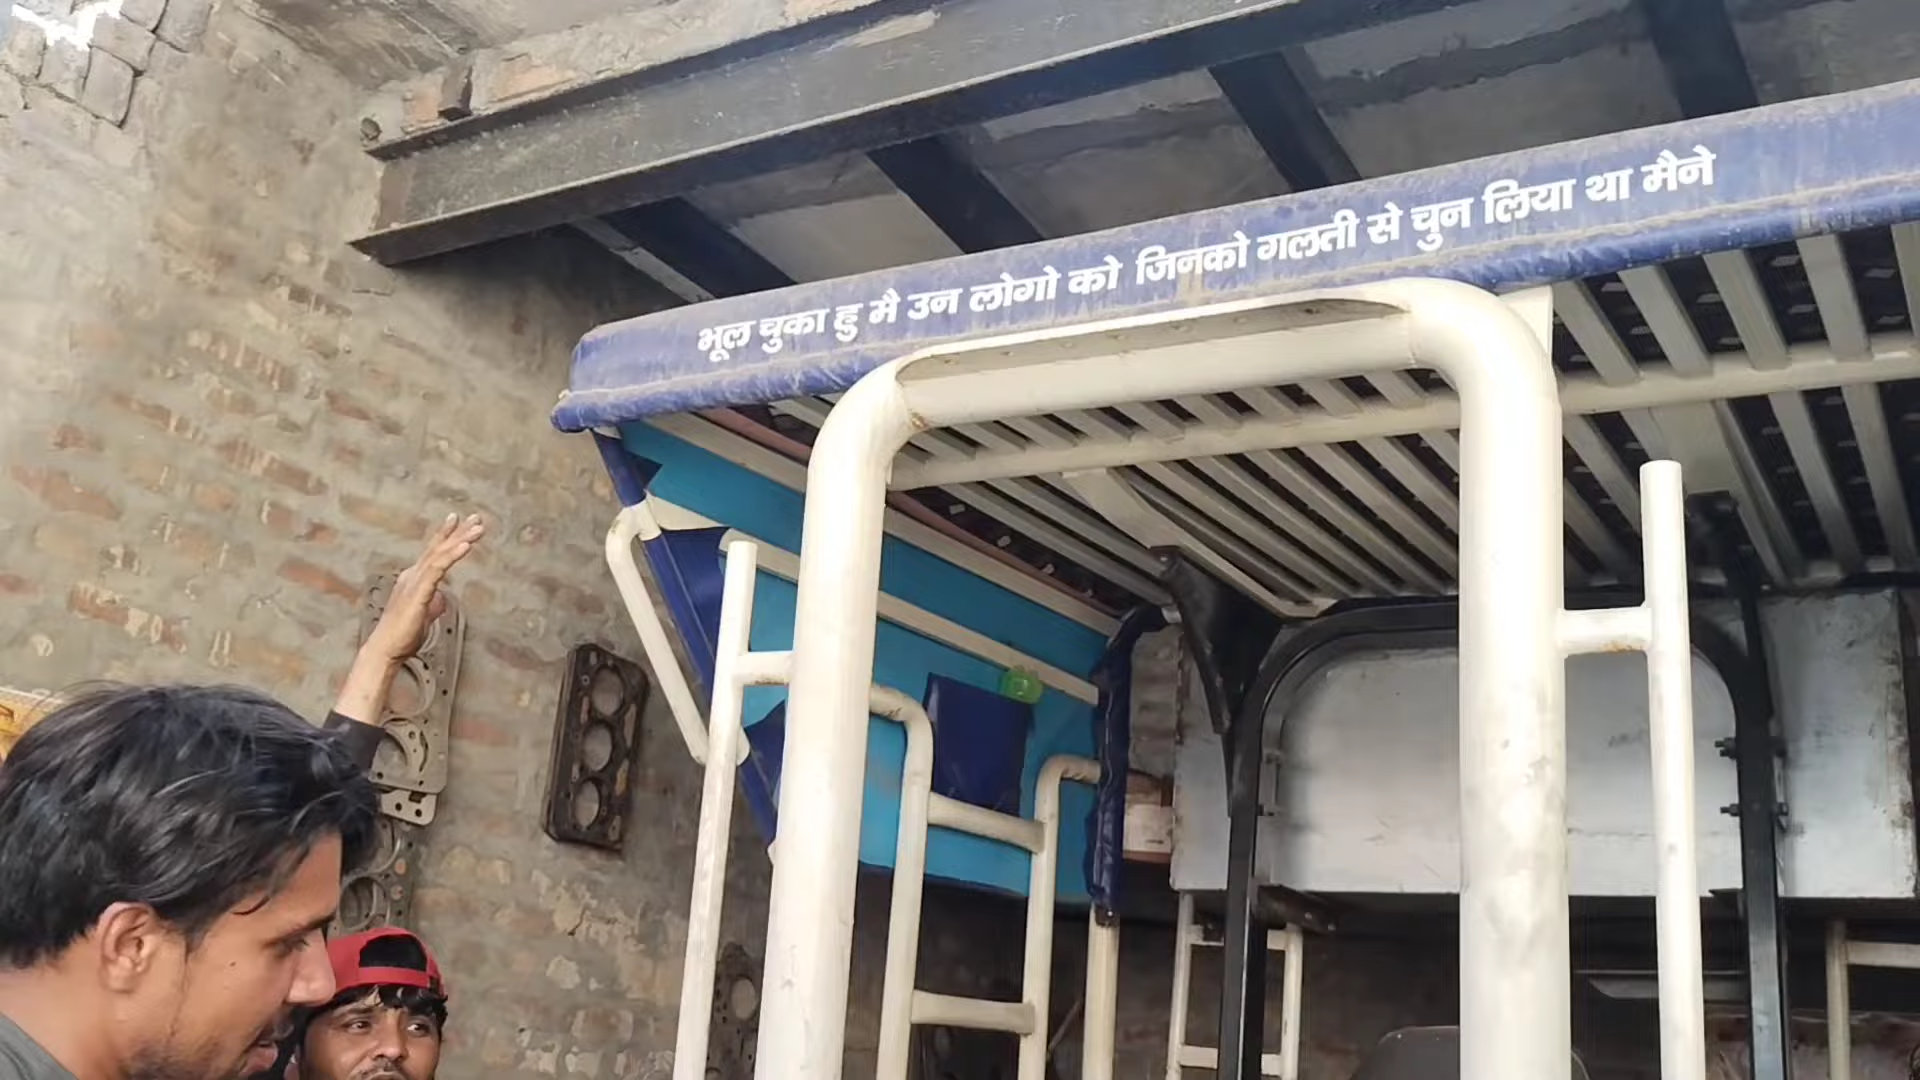 भूल चुका हु मै उन लोगो को जिनको गलती से चुन लिया था मैने